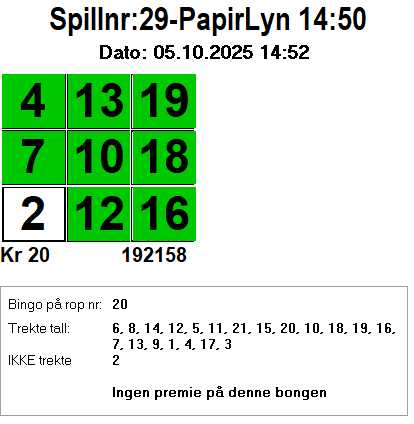 Spillnr:29-PapirLyn 14:50
Dato: 05.10.2025 14:52
4 13 19
7 10 18
2 12 16
Kr 20 192158
Bingo på rop nr: 20
Trekte tall: 6, 8, 14, 12, 5, 11, 21, 15, 20, 10, 18, 19, 16,
7, 13, 9, 1, 4, 17, 3
IKKE trekte 2
Ingen premie på denne bongen